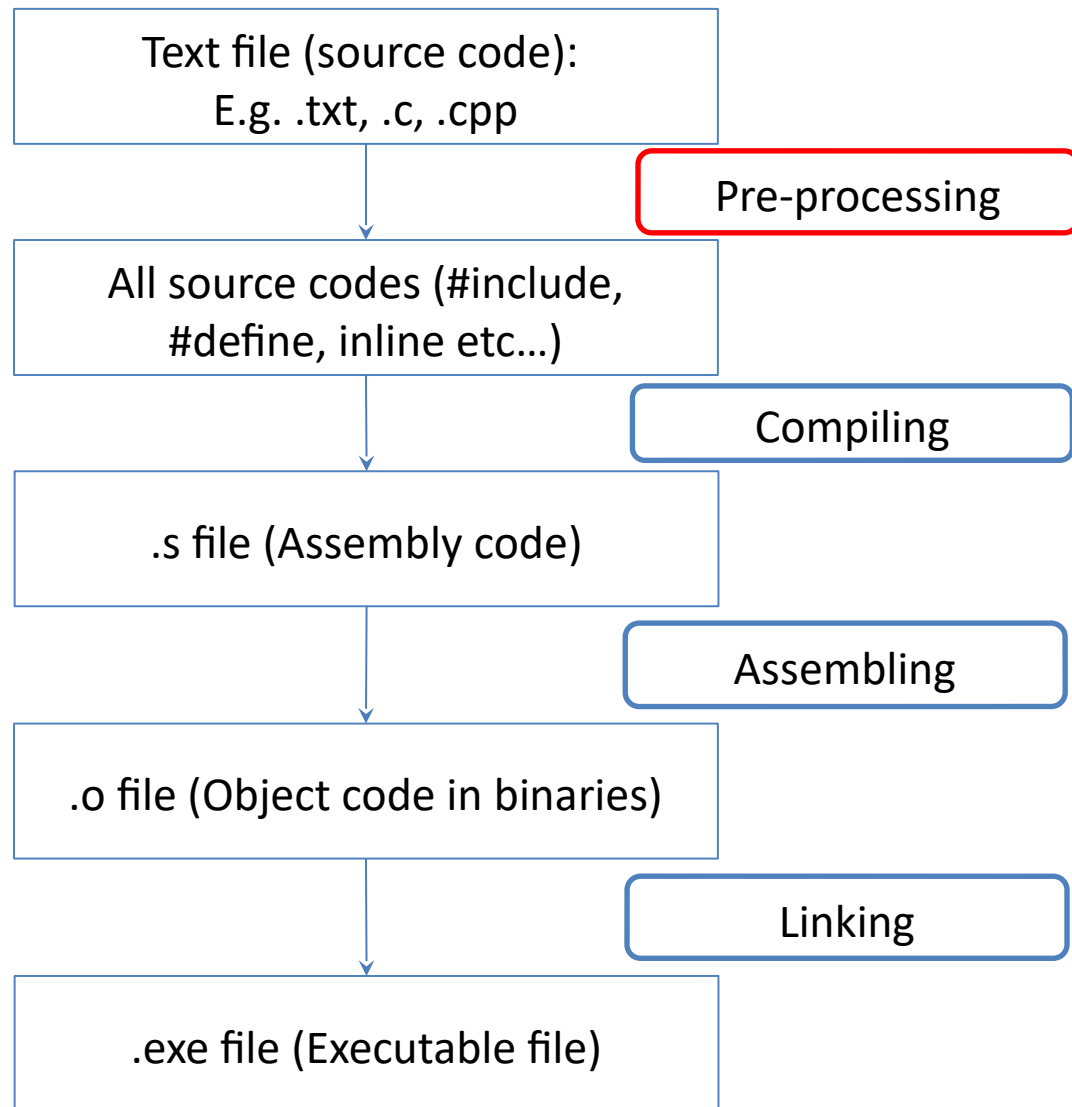 Text file (source code):
E.g. .txt, .c, .cpp
Pre-processing
All source codes (#include,
#define, inline etc...)
Compiling
.s file (Assembly code)
Assembling
.o file (Object code in binaries)
Linking
.exe file (Executable file)